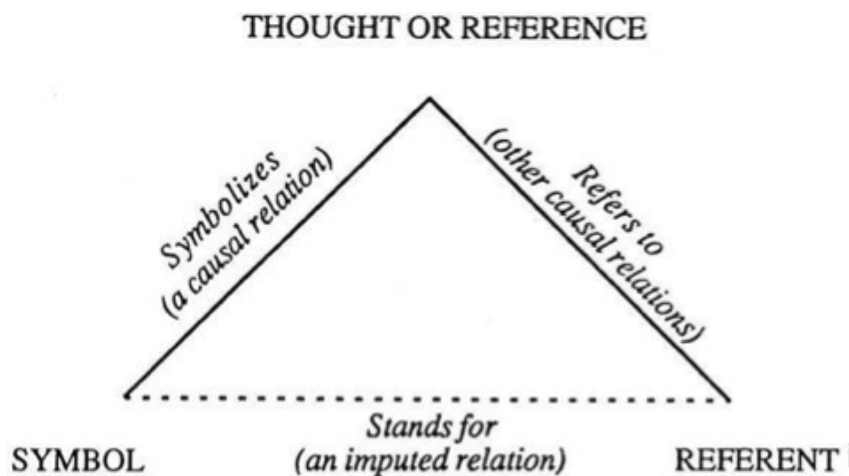 THOUGHT OR REFERENCE
Symbolizes
(a causal relation)
Refers to
(other causal relations)
Stands for
SYMBOL (an imputed relation) REFERENT